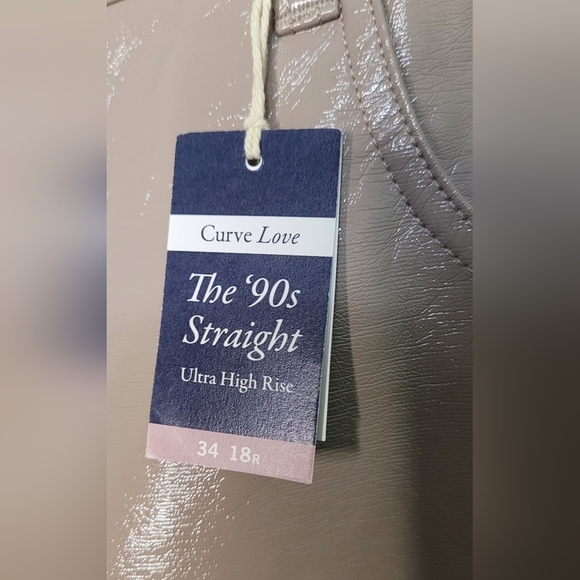 Curve Love
The ‘90s
Straight
Ultra High Rise
34 18R